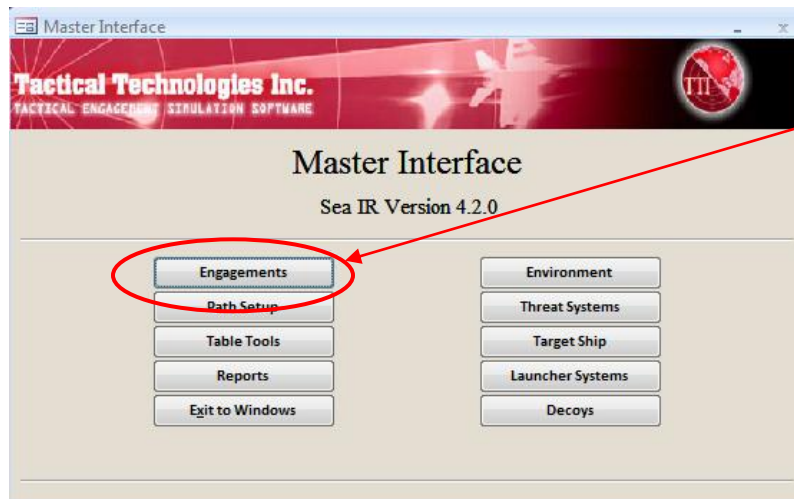 Master Interface
Tactical Technologies Inc.
TACTICAL ENGAGEMENT SIMULATION SOFTWARE
TTI
Master Interface
Sea IR Version 4.2.0
Engagements
Environment
Path Setup
Threat Systems
Table Tools
Target Ship
Reports
Launcher Systems
Exit to Windows
Decoys